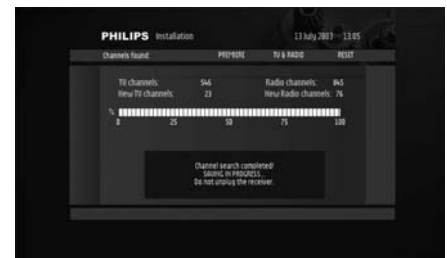 PHILIPS Installation 13 July 2003 13:05
Channels found: PREMIERE TV & RADIO RESET
TV channels: 546 Radio channels: 845
New TV channels: 23 New Radio channels: 76
%
0 25 50 75 100
Channel search completed!
SAVING IN PROGRESS...
Do not unplug the receiver.